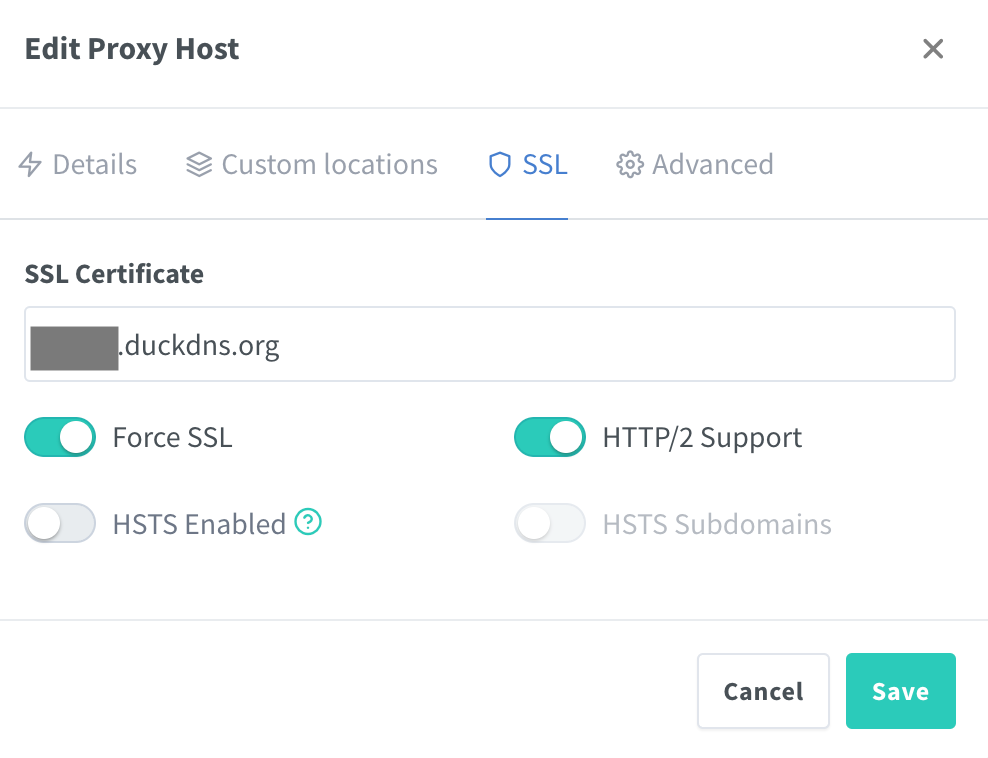 Edit Proxy Host
Details Custom locations SSL Advanced
SSL Certificate
.duckdns.org
Force SSL HTTP/2 Support
HSTS Enabled ? HSTS Subdomains
Cancel Save